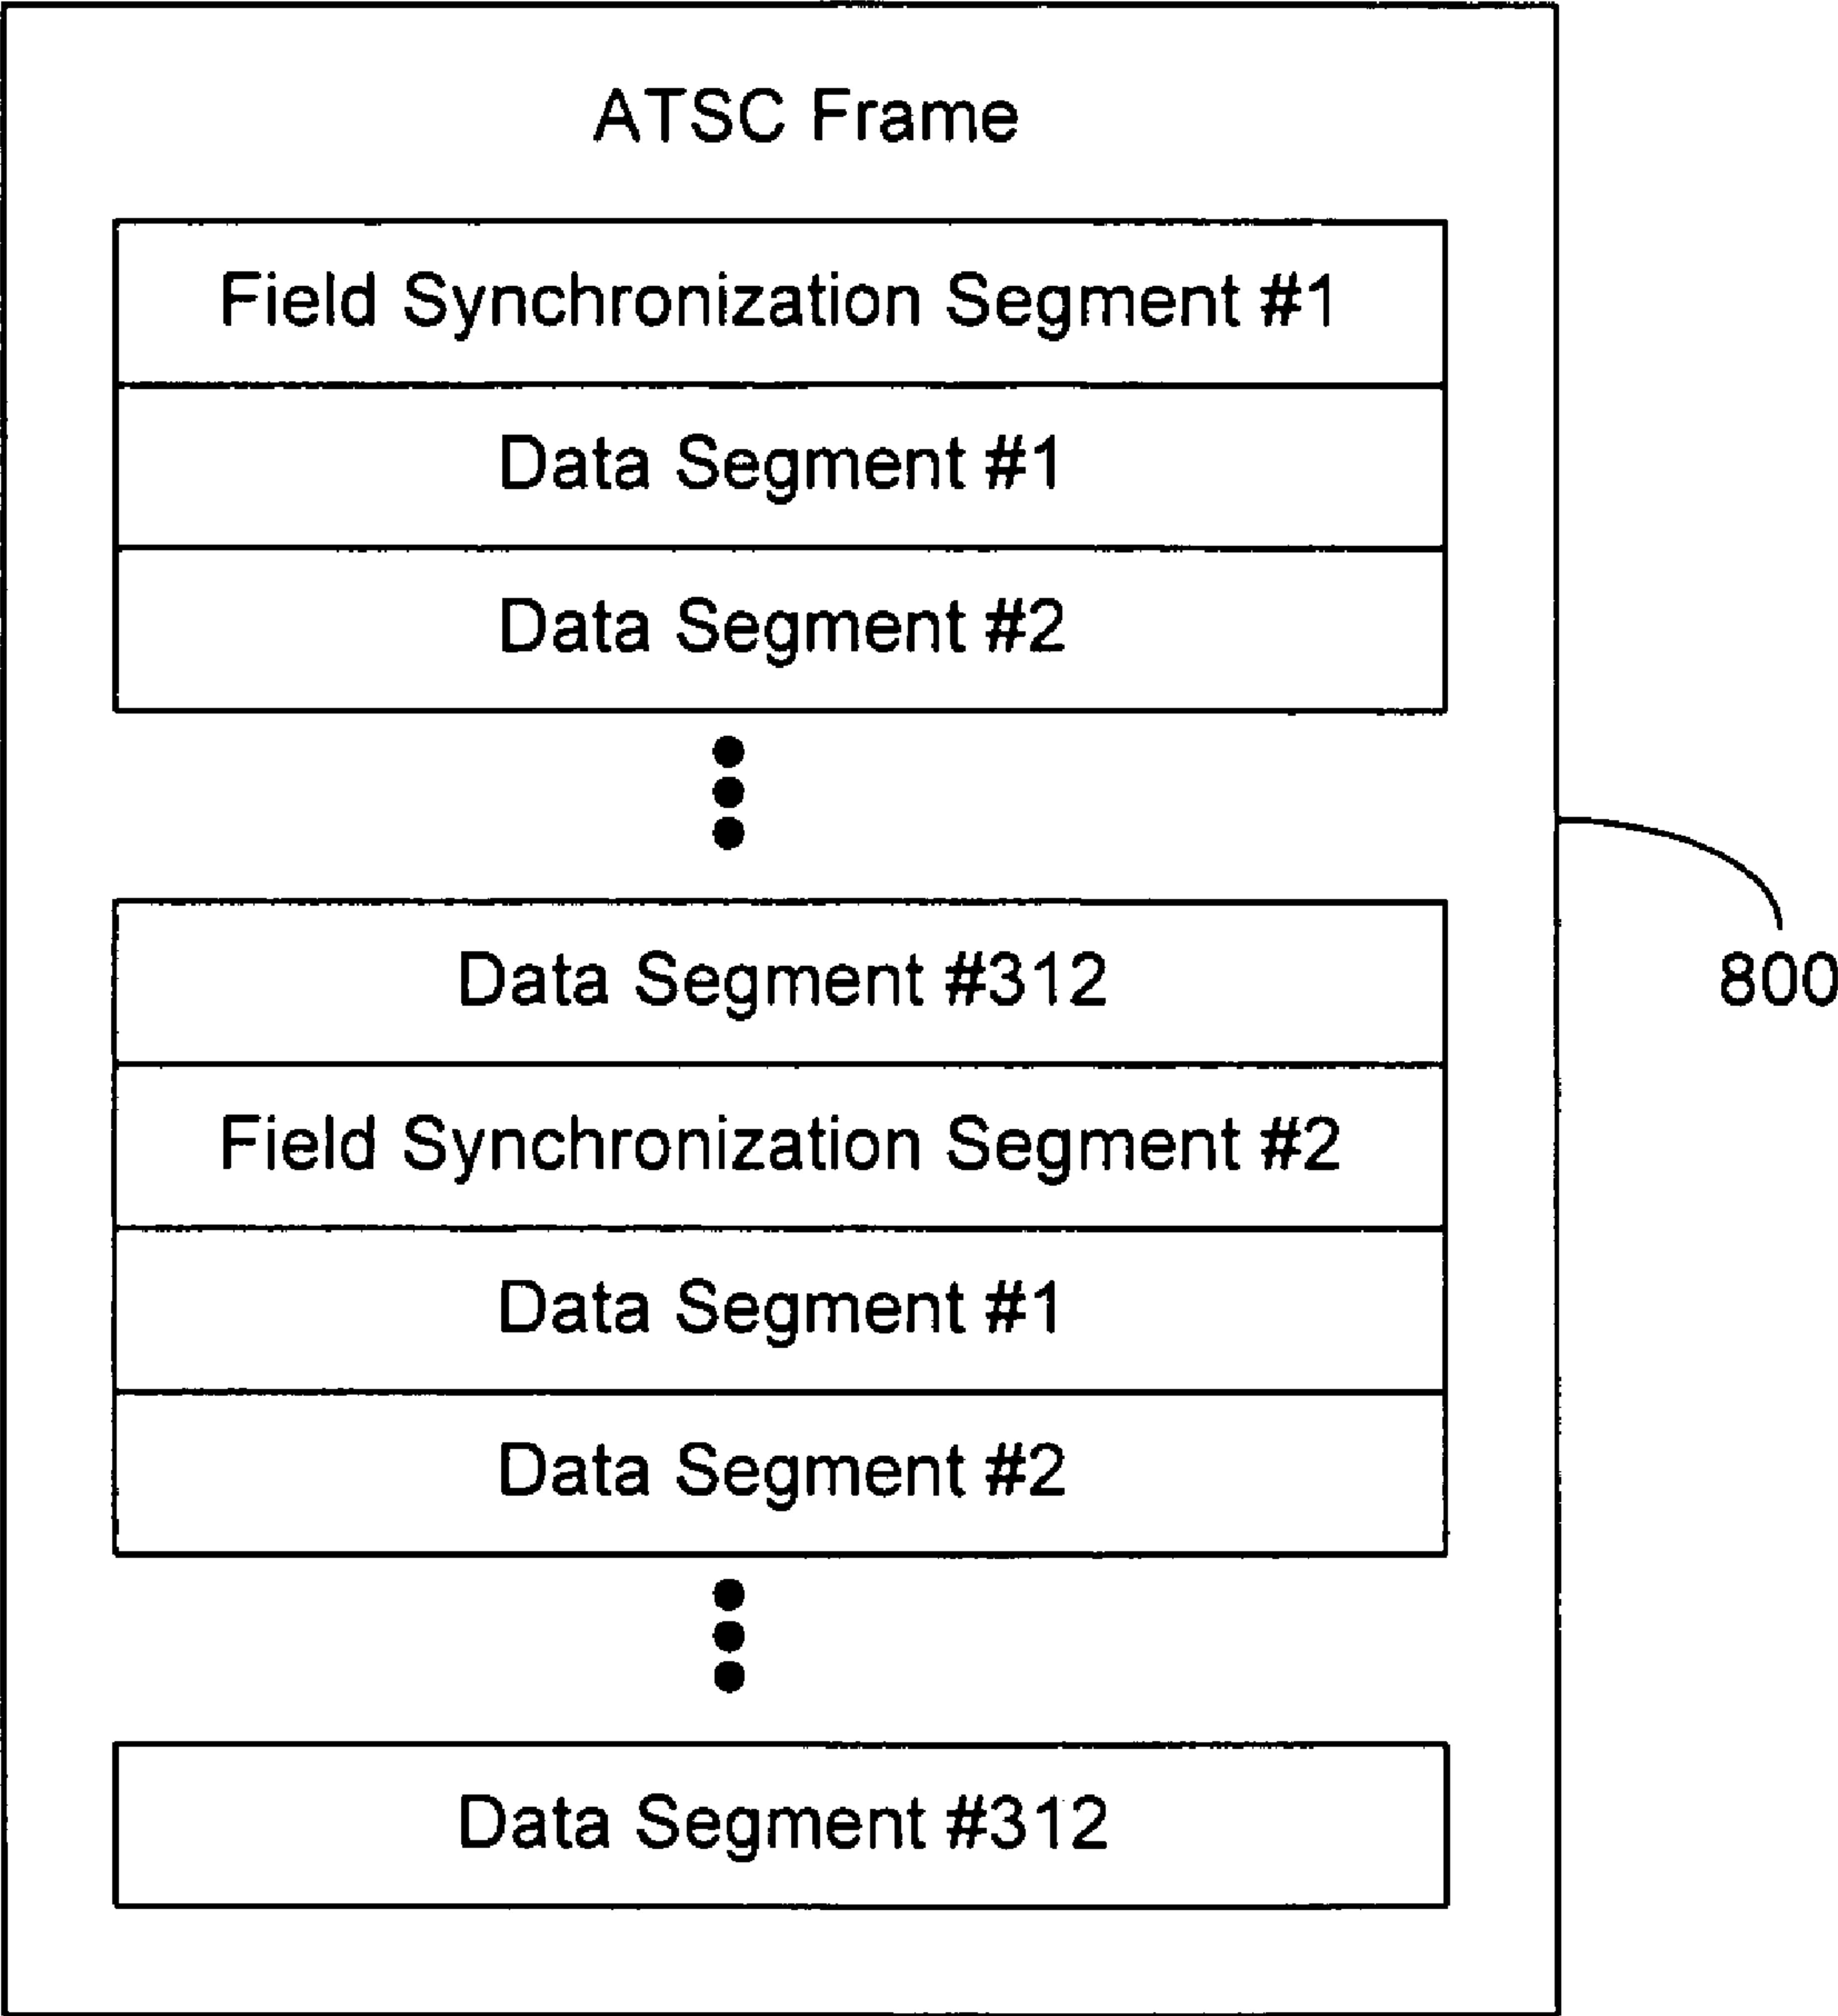 ATSC Frame
Field Synchronization Segment #1
Data Segment #1
Data Segment #2
Data Segment #312
800
Field Synchronization Segment #2
Data Segment #1
Data Segment #2
Data Segment #312